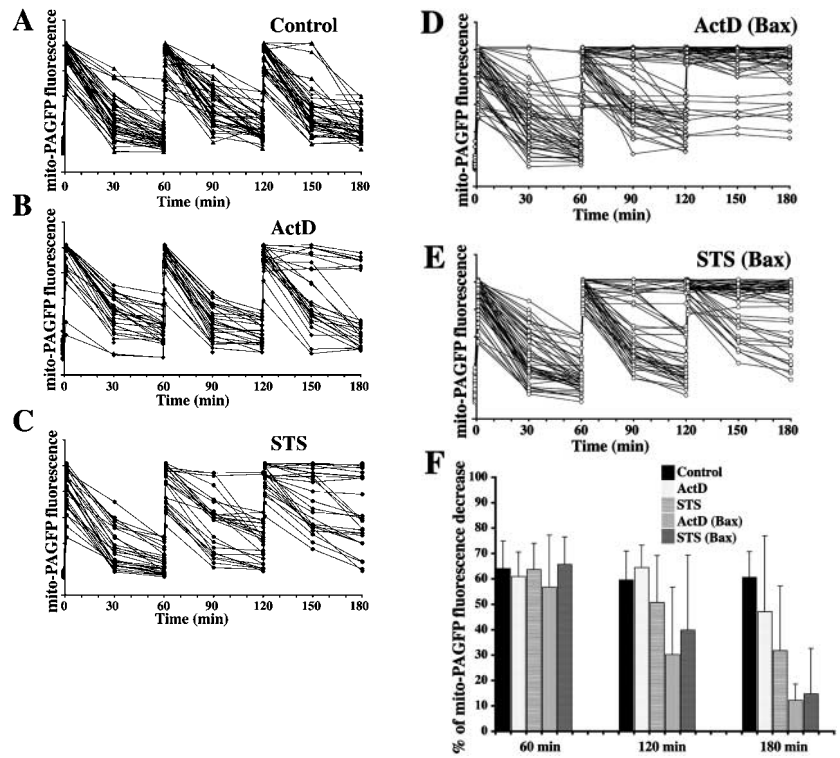 A
Control
mito-PAGFP fluorescence
0 30 60 90 120 150 180
Time (min)
B
ActD
mito-PAGFP fluorescence
0 30 60 90 120 150 180
Time (min)
C
STS
mito-PAGFP fluorescence
0 30 60 90 120 150 180
Time (min)
D
ActD (Bax)
mito-PAGFP fluorescence
0 30 60 90 120 150 180
Time (min)
E
STS (Bax)
mito-PAGFP fluorescence
0 30 60 90 120 150 180
Time (min)
F
% of mito-PAGFP fluorescence decrease
100
90
80
70
60
50
40
30
20
10
0
Control
ActD
STS
ActD (Bax)
STS (Bax)
60 min 120 min 180 min